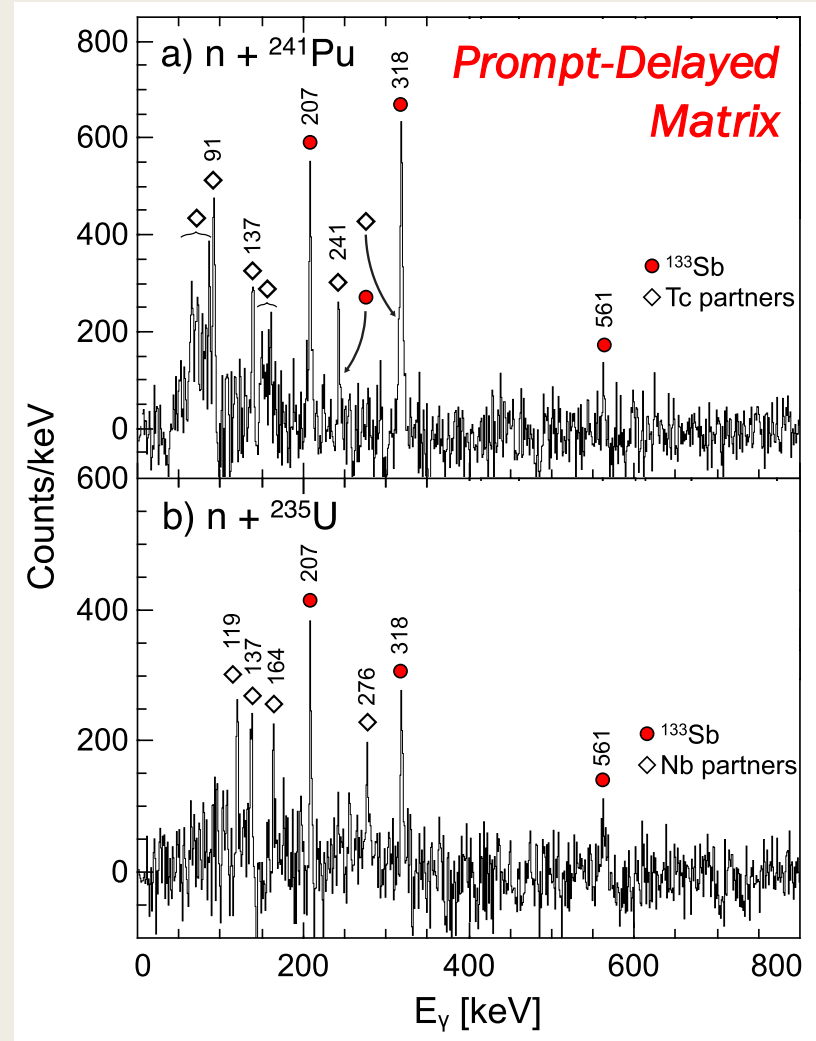 Prompt-Delayed
Matrix
a) n + ²⁴¹Pu
800
600
400
200
0
91
137
207
241
318
561
¹³³Sb
Tc partners
Counts/keV
b) n + ²³⁵U
600
400
200
0
119
137
164
207
276
318
561
¹³³Sb
Nb partners
0
200
400
600
800
Eᵧ [keV]